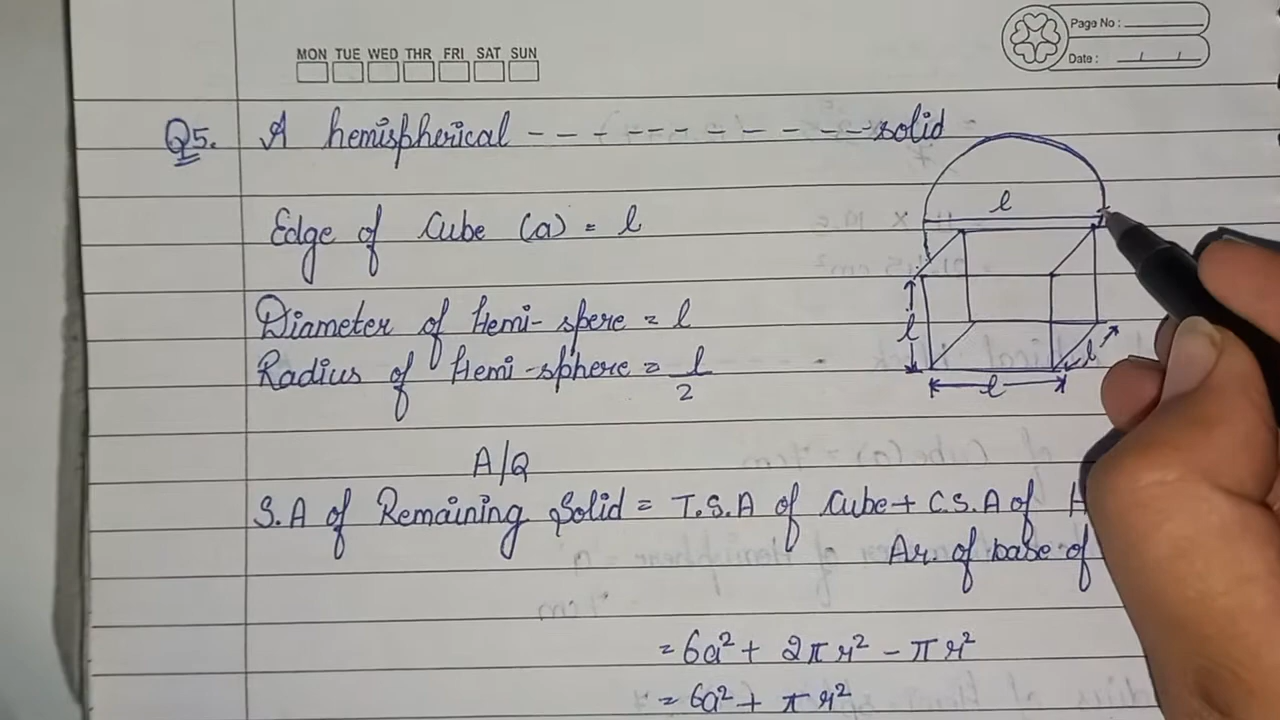 MON TUE WED THR FRI SAT SUN
Page No :
Date :
Q5. A hemispherical - - - - - - - - - - - solid
l
Edge of Cube (a) = l
l
Diameter of Hemi-spere = l
Radius of Hemi-sphere = l/2
l
l
A/Q
S.A of Remaining Solid = T.S.A of Cube + C.S.A of H
Ar. of base of
= 6a² + 2πr² - πr²
= 6a² + πr²